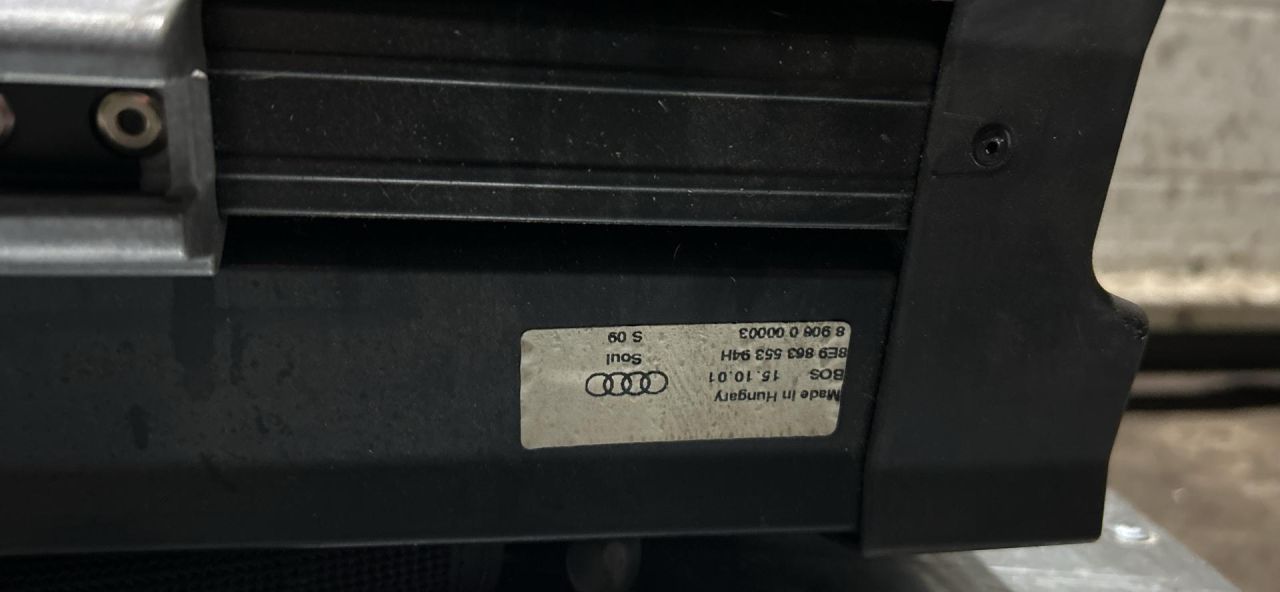 Made in Hungary
BOS 15.10.01
8E9 863 553 94H
Soul
8 906 0 00003
S 09